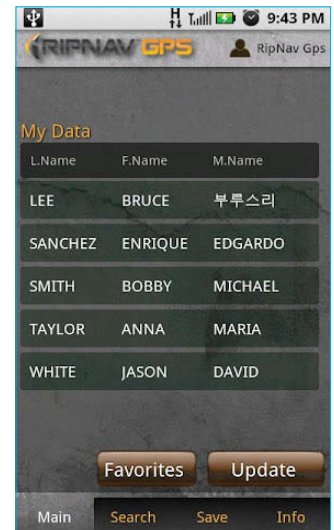 H 9:43 PM
RIPNAV GPS RipNav Gps
My Data
L.Name F.Name M.Name
LEE BRUCE 부루스리
SANCHEZ ENRIQUE EDGARDO
SMITH BOBBY MICHAEL
TAYLOR ANNA MARIA
WHITE JASON DAVID
Favorites Update
Main Search Save Info